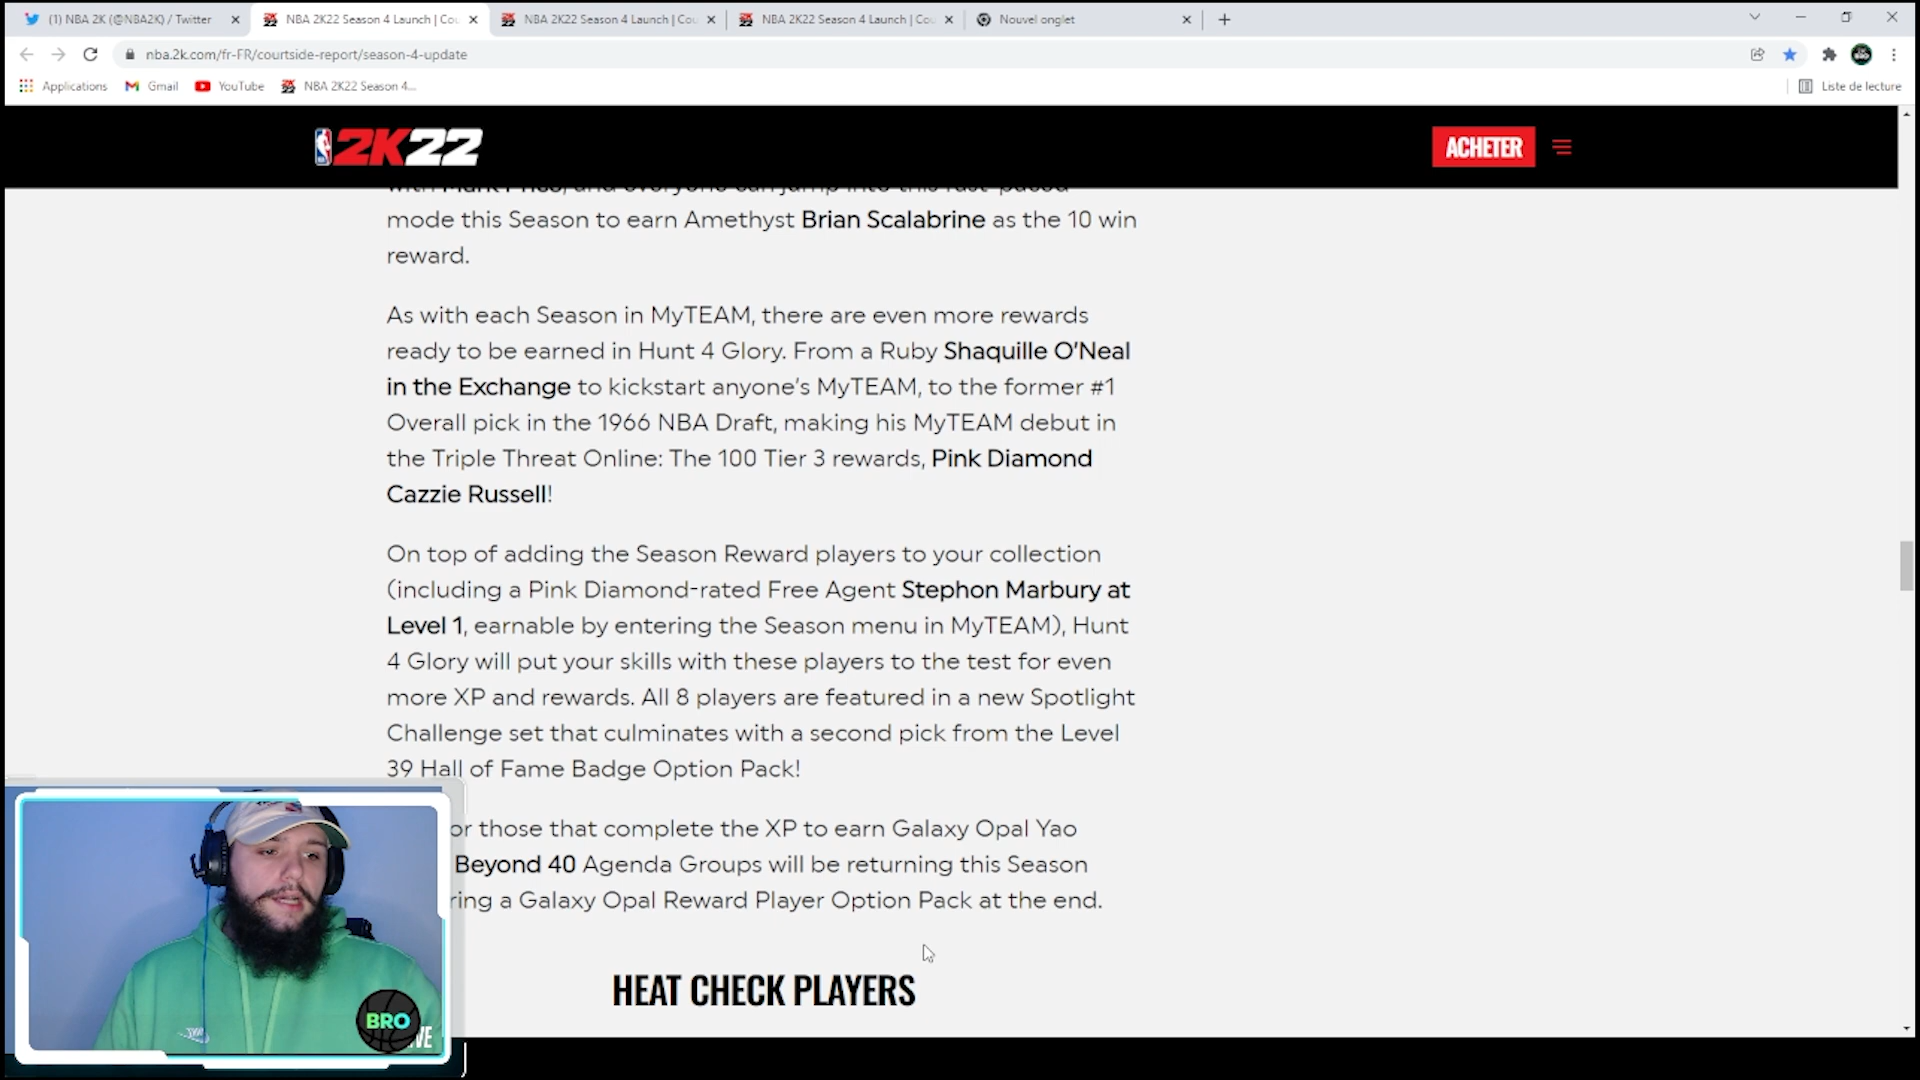 (1) NBA 2K (@NBA2K) / Twitter
NBA 2K22 Season 4 Launch | Cou
NBA 2K22 Season 4 Launch | Cou
NBA 2K22 Season 4 Launch | Cou
Nouvel onglet
nba.2k.com/fr-FR/courtside-report/season-4-update
Applications
Gmail
YouTube
NBA 2K22 Season 4...
Liste de lecture
2K22
ACHETER
mode this Season to earn Amethyst Brian Scalabrine as the 10 win
reward.
As with each Season in MyTEAM, there are even more rewards
ready to be earned in Hunt 4 Glory. From a Ruby Shaquille O’Neal
in the Exchange to kickstart anyone’s MyTEAM, to the former #1
Overall pick in the 1966 NBA Draft, making his MyTEAM debut in
the Triple Threat Online: The 100 Tier 3 rewards, Pink Diamond
Cazzie Russell!
On top of adding the Season Reward players to your collection
(including a Pink Diamond-rated Free Agent Stephon Marbury at
Level 1, earnable by entering the Season menu in MyTEAM), Hunt
4 Glory will put your skills with these players to the test for even
more XP and rewards. All 8 players are featured in a new Spotlight
Challenge set that culminates with a second pick from the Level
39 Hall of Fame Badge Option Pack!
or those that complete the XP to earn Galaxy Opal Yao
Beyond 40 Agenda Groups will be returning this Season
ring a Galaxy Opal Reward Player Option Pack at the end.
HEAT CHECK PLAYERS
BRO